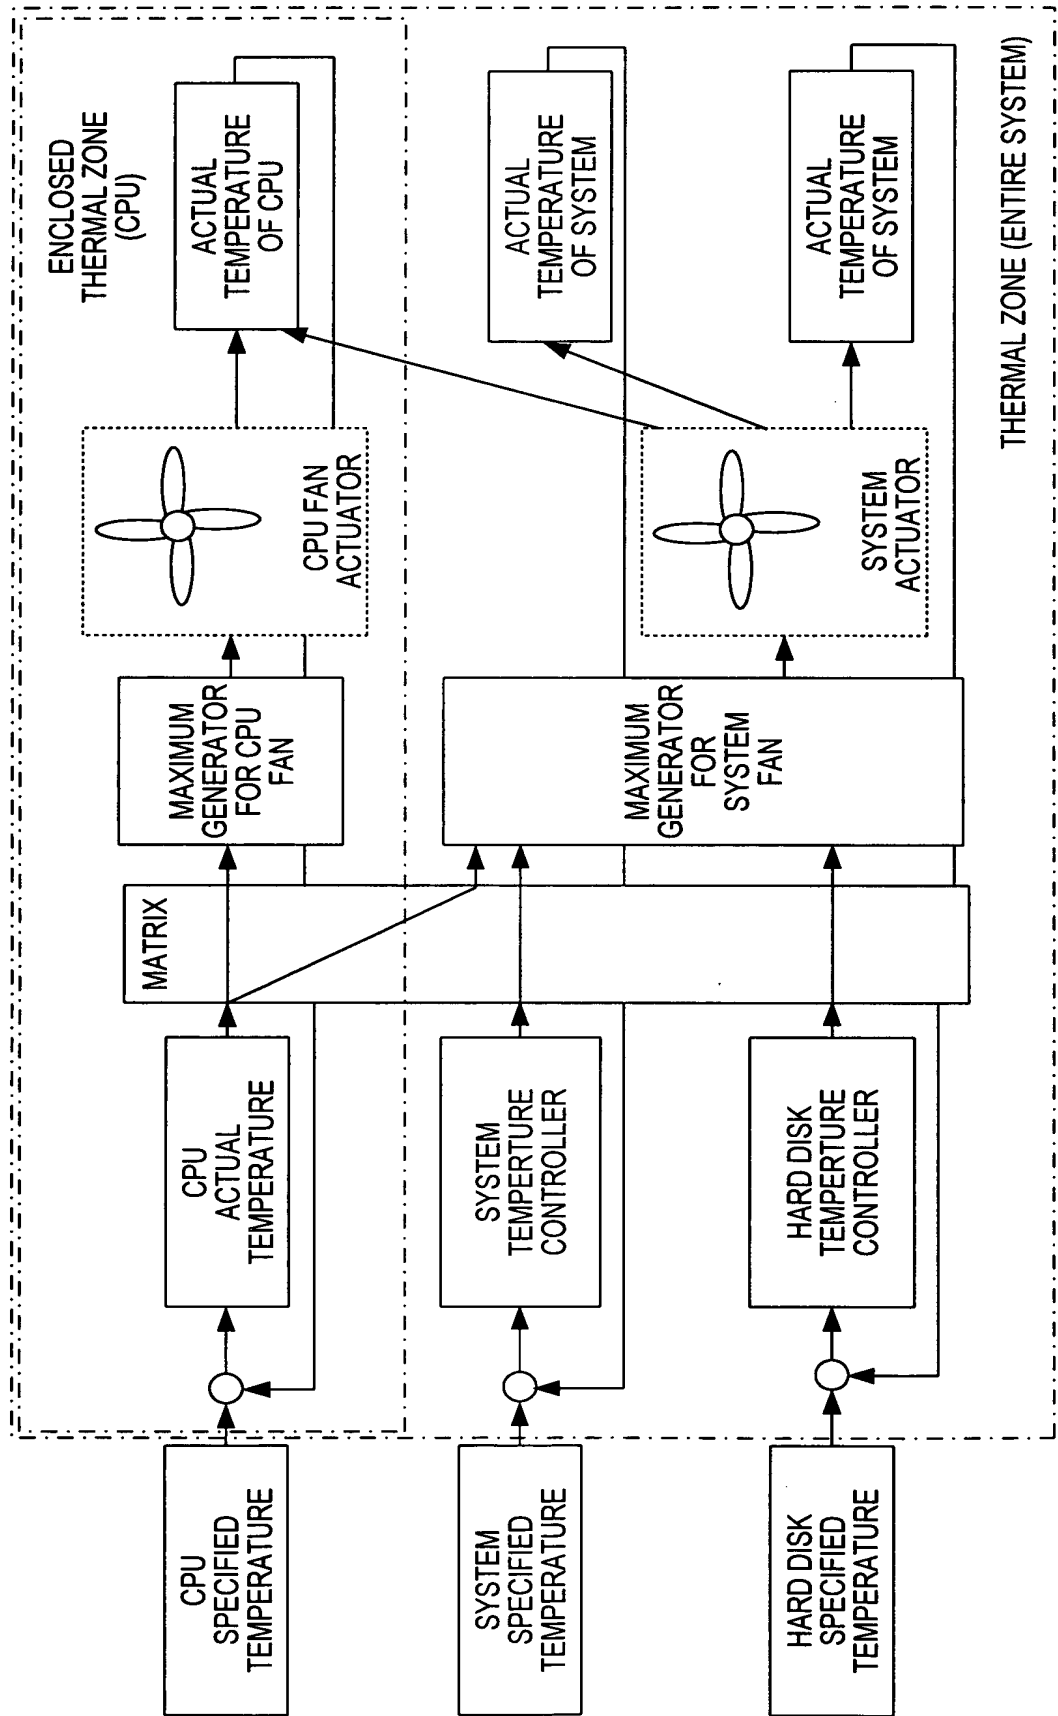 ENCLOSED
THERMAL ZONE
(CPU)
CPU
SPECIFIED
TEMPERATURE
CPU
ACTUAL
TEMPERATURE
MATRIX
MAXIMUM
GENERATOR
FOR CPU
FAN
CPU FAN
ACTUATOR
ACTUAL
TEMPERATURE
OF CPU
SYSTEM
SPECIFIED
TEMPERATURE
SYSTEM
TEMPERTURE
CONTROLLER
MAXIMUM
GENERATOR
FOR
SYSTEM
FAN
ACTUAL
TEMPERATURE
OF SYSTEM
HARD DISK
SPECIFIED
TEMPERATURE
HARD DISK
TEMPERTURE
CONTROLLER
SYSTEM
ACTUATOR
ACTUAL
TEMPERATURE
OF SYSTEM
THERMAL ZONE (ENTIRE SYSTEM)